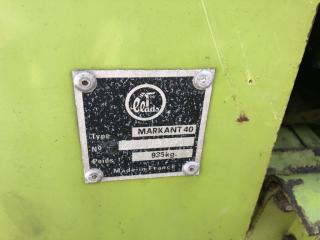 Claas
Type MARKANT 40
No
Poids 925kg.
Made in France